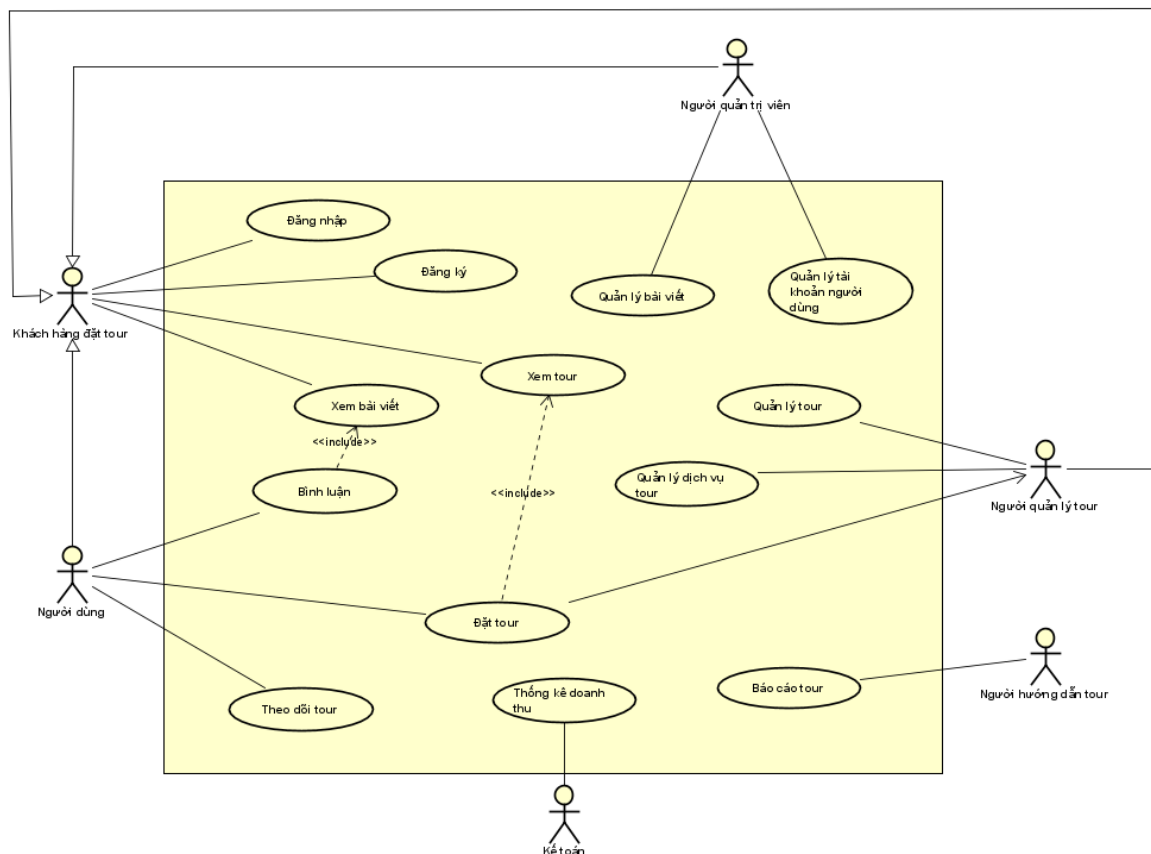 Người quản trị viên
Đăng nhập
Đăng ký
Quản lý bài viết
Quản lý tài
khoản người
dùng
Khách hàng đặt tour
Xem tour
Xem bài viết
Quản lý tour
<<include>>
Bình luận
<<include>>
Quản lý dịch vụ
tour
Người quản lý tour
Người dùng
Đặt tour
Theo dõi tour
Thống kê doanh
thu
Báo cáo tour
Người hướng dẫn tour
Kế toán